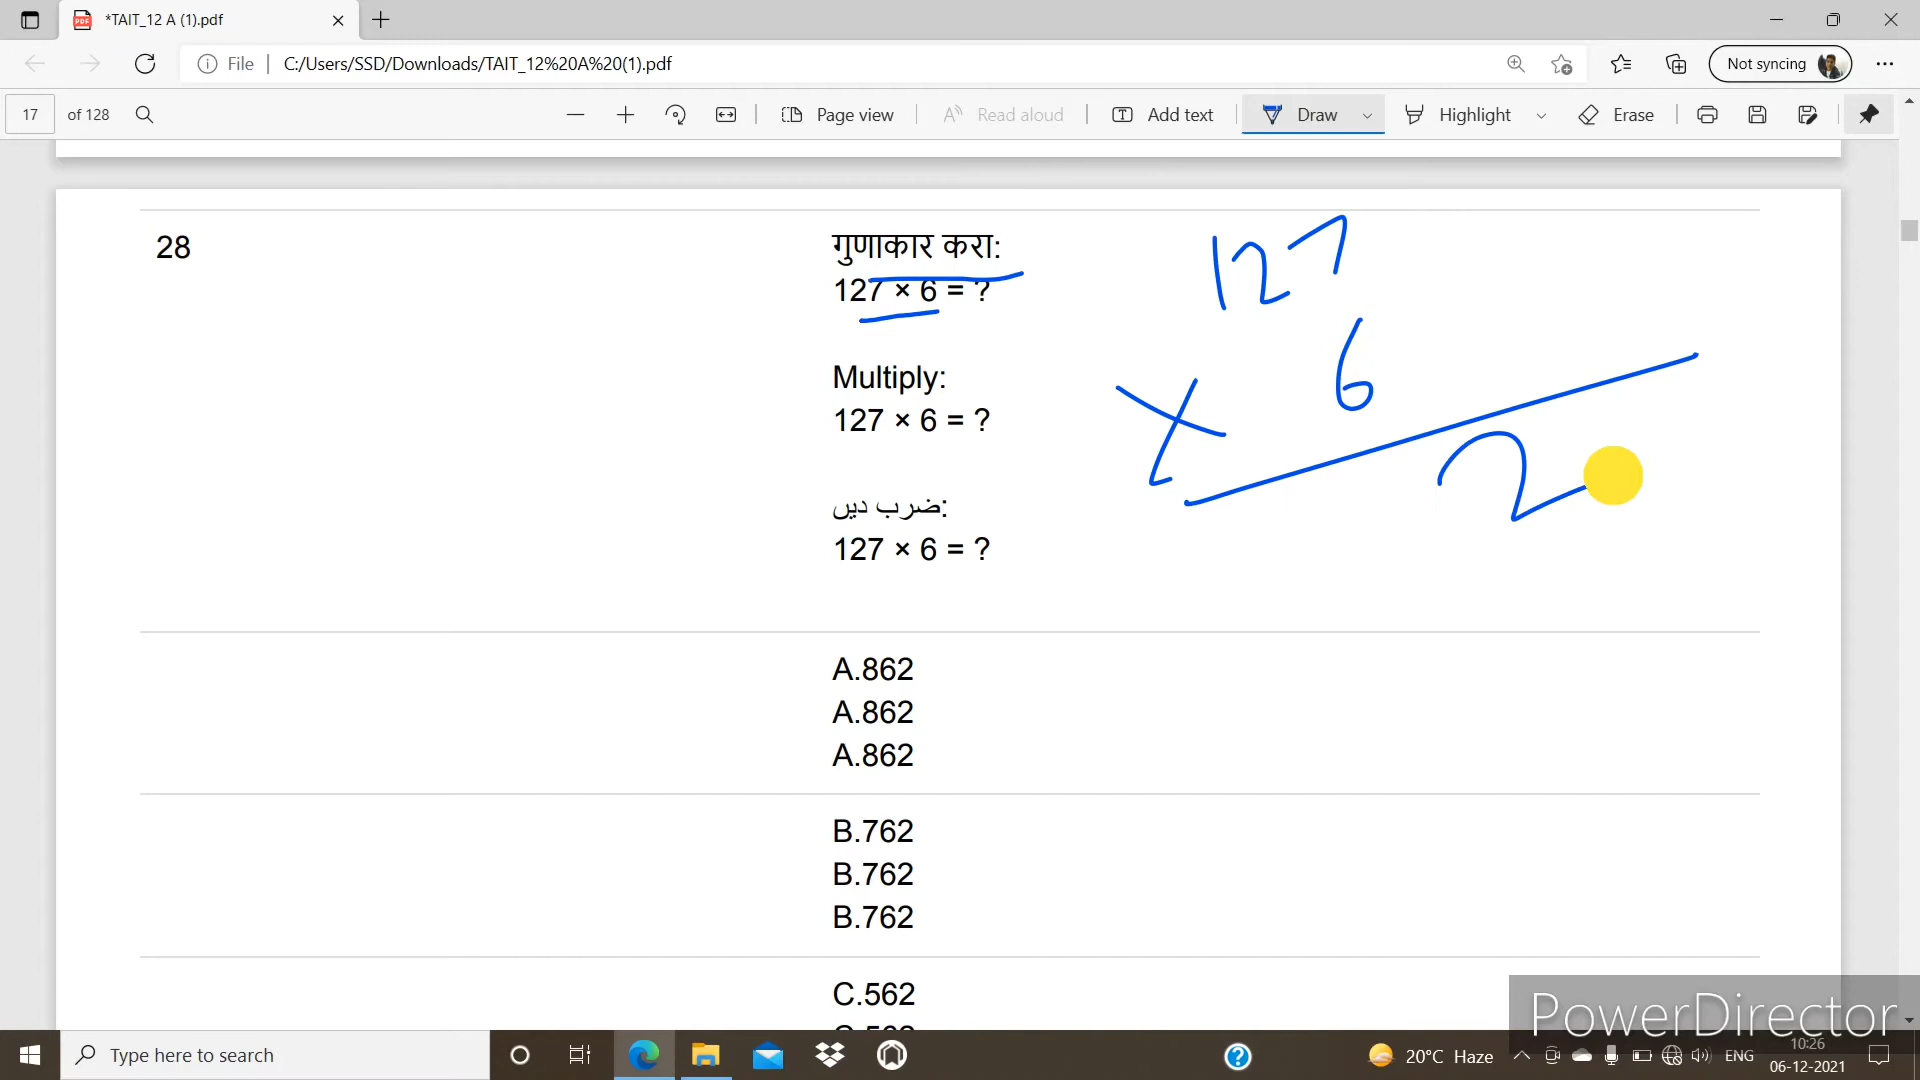 *TAIT_12 A (1).pdf
File C:/Users/SSD/Downloads/TAIT_12%20A%20(1).pdf Not syncing
17 of 128 Page view Read aloud Add text Draw Highlight Erase
28
गुणाकार करा:
127 × 6 = ?
Multiply:
127 × 6 = ?
ضرب دیں:
127 × 6 = ?
127
× 6
2
A.862
A.862
A.862
B.762
B.762
B.762
C.562
PowerDirector
Type here to search
20°C Haze
ENG
10:26
06-12-2021